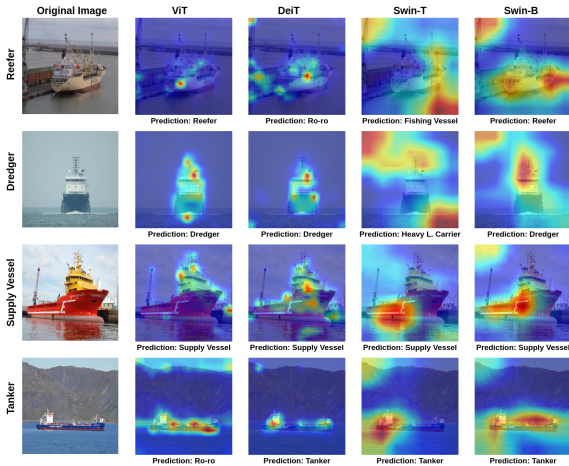 Original Image ViT DeiT Swin-T Swin-B
Reefer
Prediction: Reefer Prediction: Ro-ro Prediction: Fishing Vessel Prediction: Reefer
Dredger
Prediction: Dredger Prediction: Dredger Prediction: Heavy L. Carrier Prediction: Dredger
Supply Vessel
Prediction: Supply Vessel Prediction: Supply Vessel Prediction: Supply Vessel Prediction: Supply Vessel
Tanker
Prediction: Ro-ro Prediction: Tanker Prediction: Tanker Prediction: Tanker